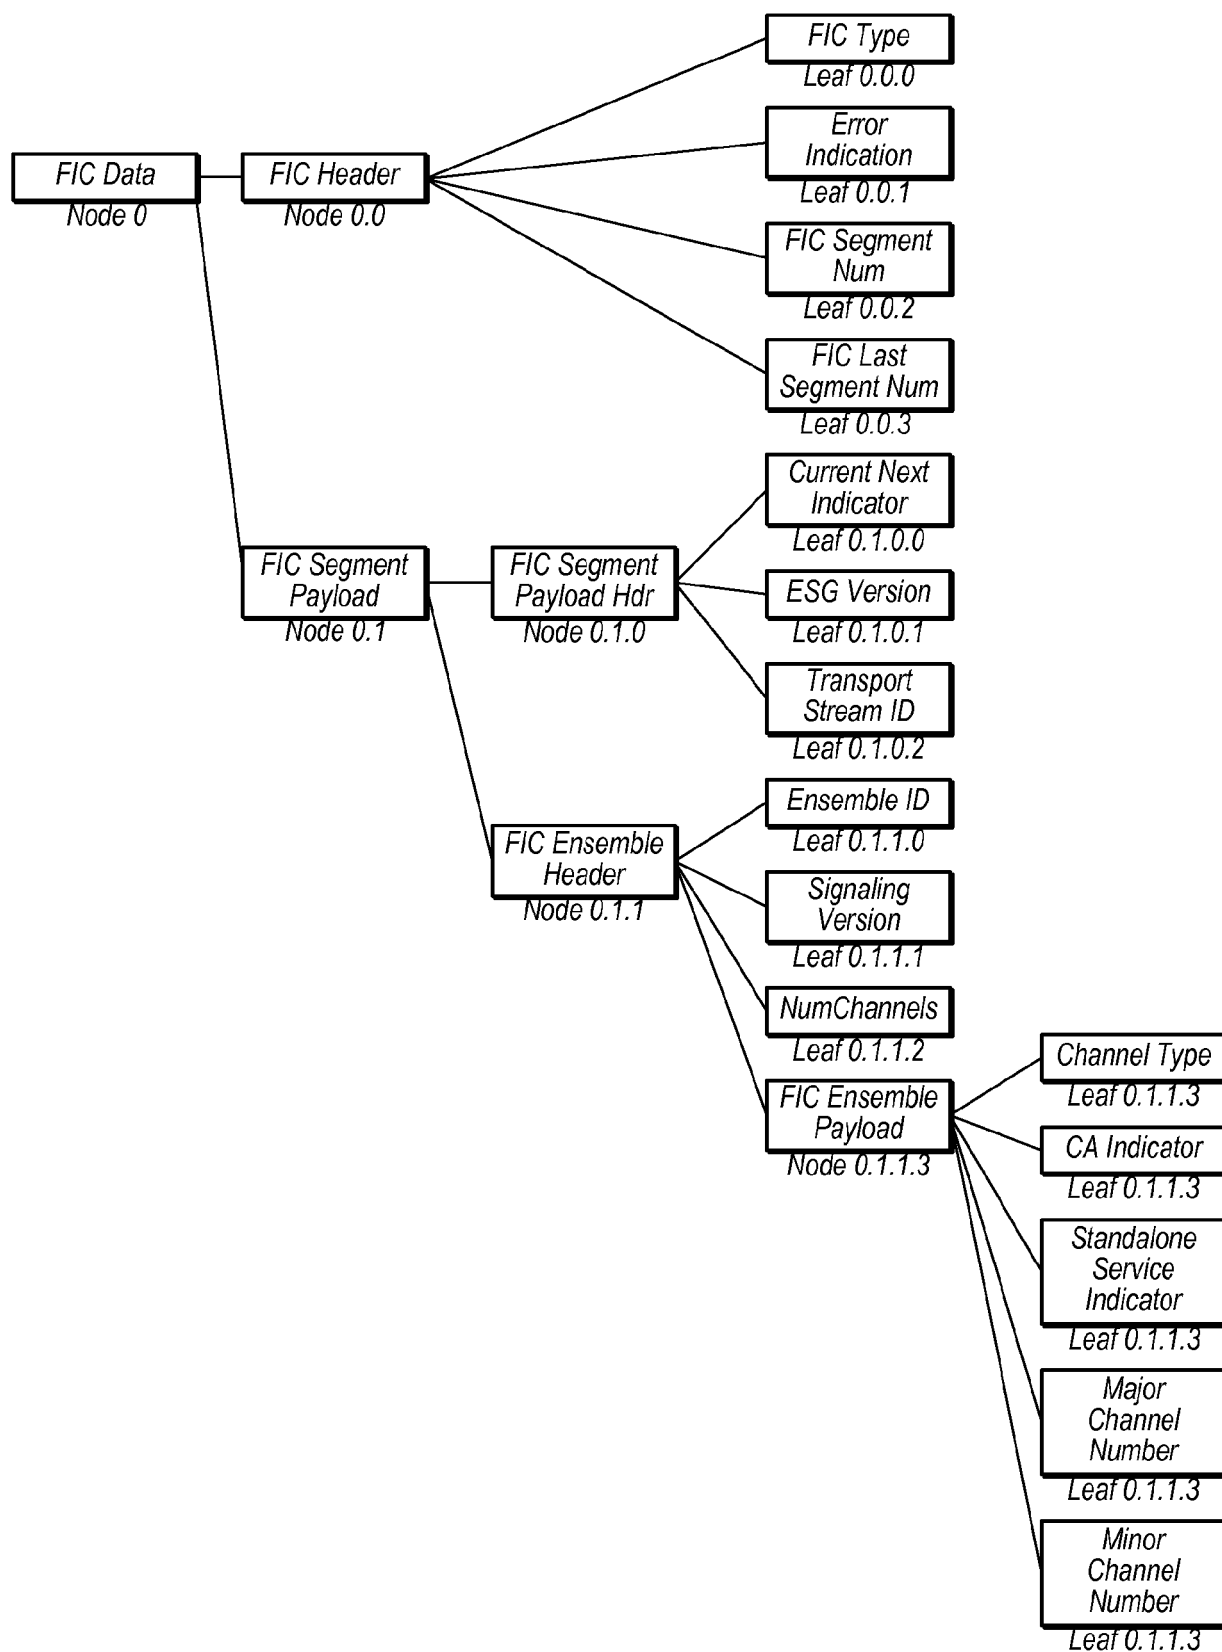 FIC Type
Leaf 0.0.0
Error
Indication
Leaf 0.0.1
FIC Data
Node 0
FIC Header
Node 0.0
FIC Segment
Num
Leaf 0.0.2
FIC Last
Segment Num
Leaf 0.0.3
Current Next
Indicator
Leaf 0.1.0.0
FIC Segment
Payload
Node 0.1
FIC Segment
Payload Hdr
Node 0.1.0
ESG Version
Leaf 0.1.0.1
Transport
Stream ID
Leaf 0.1.0.2
Ensemble ID
Leaf 0.1.1.0
FIC Ensemble
Header
Node 0.1.1
Signaling
Version
Leaf 0.1.1.1
NumChannels
Leaf 0.1.1.2
FIC Ensemble
Payload
Node 0.1.1.3
Channel Type
Leaf 0.1.1.3
CA Indicator
Leaf 0.1.1.3
Standalone
Service
Indicator
Leaf 0.1.1.3
Major
Channel
Number
Leaf 0.1.1.3
Minor
Channel
Number
Leaf 0.1.1.3